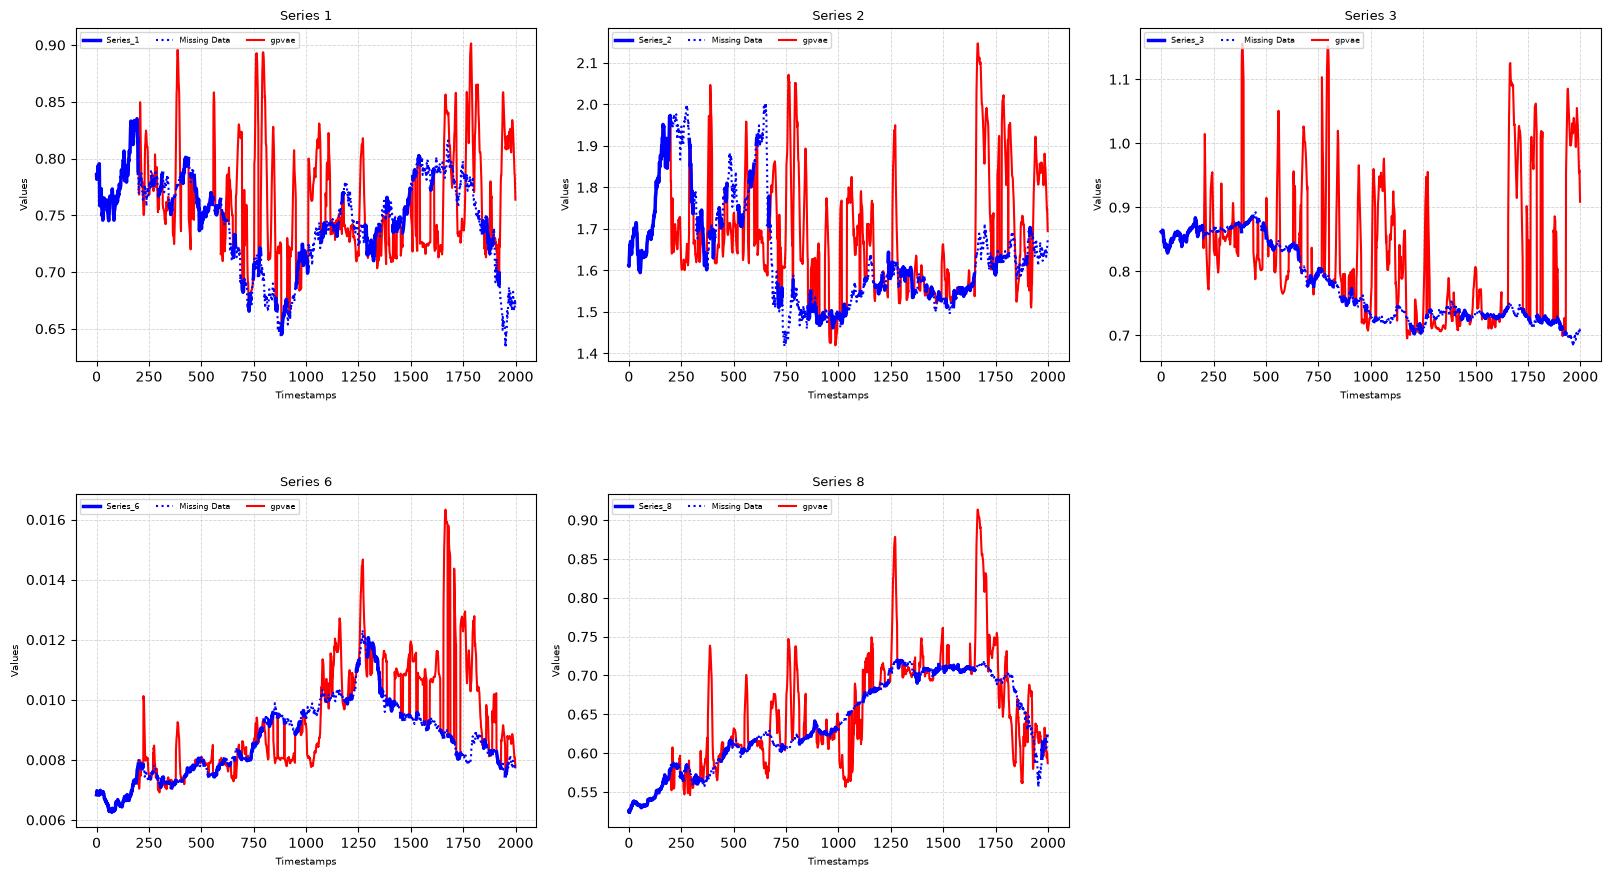 Series 1
Series_1 Missing Data gpvae
0.90
0.85
0.80
0.75
0.70
0.65
Values
0 250 500 750 1000 1250 1500 1750 2000
Timestamps
Series 2
Series_2 Missing Data gpvae
2.1
2.0
1.9
1.8
1.7
1.6
1.5
1.4
Values
0 250 500 750 1000 1250 1500 1750 2000
Timestamps
Series 3
Series_3 Missing Data gpvae
1.1
1.0
0.9
0.8
0.7
Values
0 250 500 750 1000 1250 1500 1750 2000
Timestamps
Series 6
Series_6 Missing Data gpvae
0.016
0.014
0.012
0.010
0.008
0.006
Values
0 250 500 750 1000 1250 1500 1750 2000
Timestamps
Series 8
Series_8 Missing Data gpvae
0.90
0.85
0.80
0.75
0.70
0.65
0.60
0.55
Values
0 250 500 750 1000 1250 1500 1750 2000
Timestamps